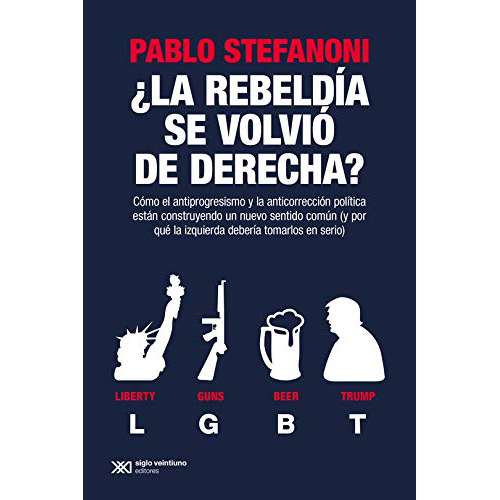 PABLO STEFANONI
¿LA REBELDÍA
SE VOLVIÓ
DE DERECHA?
Cómo el antiprogresismo y la anticorrección política
están construyendo un nuevo sentido común (y por
qué la izquierda debería tomarlos en serio)
LIBERTY GUNS BEER TRUMP
L G B T
siglo veintiuno
editores